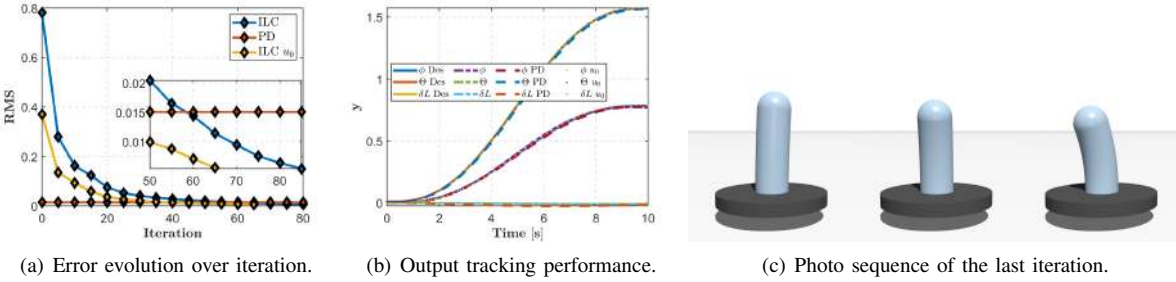 0.8
0.6
0.4
0.2
0
RMS
0 20 40 60 80
Iteration
ILC
PD
ILC u0
0.02
0.015
0.01
50 55 60 65 70 75 80
1.5
1
0.5
0
y
0 2 4 6 8 10
Time [s]
ϕ Des ϕ ϕ PD ϕ u0
Θ Des Θ Θ PD Θ u0
δL Des δL δL PD δL u0
(a) Error evolution over iteration.
(b) Output tracking performance.
(c) Photo sequence of the last iteration.